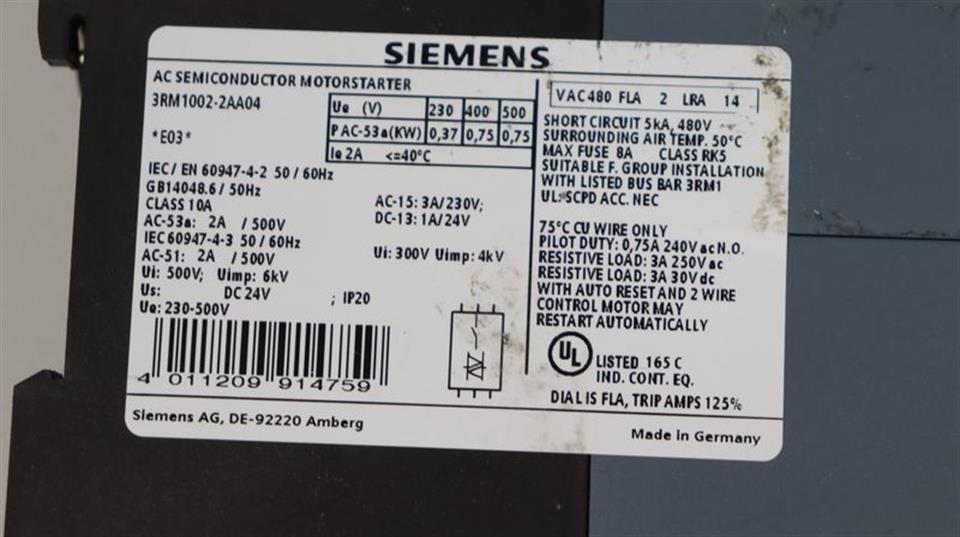 SIEMENS
AC SEMICONDUCTOR MOTORSTARTER
3RM1002-2AA04
*E03*
Ue (V) 230 400 500
P AC-53a(KW) 0,37 0,75 0,75
Ie 2A <=40°C
IEC/ EN 60947-4-2 50 / 60Hz
GB14048.6 / 50Hz
CLASS 10A
AC-53a: 2A / 500V
IEC 60947-4-3 50 / 60Hz
AC-51: 2A / 500V
Ui: 500V; Uimp: 6kV
Us: DC 24V ; IP20
Ue: 230-500V
AC-15: 3A/230V;
DC-13: 1A/24V
Ui: 300V Uimp: 4kV
4 011209 914759
VAC480 FLA 2 LRA 14
SHORT CIRCUIT 5kA, 480V
SURROUNDING AIR TEMP. 50°C
MAX FUSE 8A CLASS RK5
SUITABLE F. GROUP INSTALLATION
WITH LISTED BUS BAR 3RM1
UL: SCPD ACC. NEC
75°C CU WIRE ONLY
PILOT DUTY: 0,75A 240V ac N.O.
RESISTIVE LOAD: 3A 250V ac
RESISTIVE LOAD: 3A 30V dc
WITH AUTO RESET AND 2 WIRE
CONTROL MOTOR MAY
RESTART AUTOMATICALLY
UL LISTED 165 C
IND. CONT. EQ.
DIAL IS FLA, TRIP AMPS 125%
Siemens AG, DE-92220 Amberg
Made in Germany